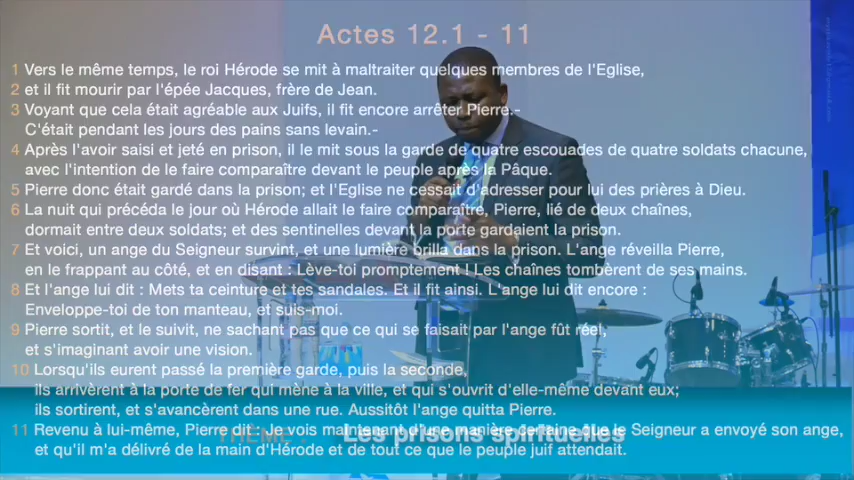 Actes 12.1 - 11
1 Vers le même temps, le roi Hérode se mit à maltraiter quelques membres de l'Eglise,
2 et il fit mourir par l'épée Jacques, frère de Jean.
3 Voyant que cela était agréable aux Juifs, il fit encore arrêter Pierre.-
C'était pendant les jours des pains sans levain.-
4 Après l'avoir saisi et jeté en prison, il le mit sous la garde de quatre escouades de quatre soldats chacune,
avec l'intention de le faire comparaître devant le peuple après la Pâque.
5 Pierre donc était gardé dans la prison; et l'Eglise ne cessait d'adresser pour lui des prières à Dieu.
6 La nuit qui précéda le jour où Hérode allait le faire comparaître, Pierre, lié de deux chaînes,
dormait entre deux soldats; et des sentinelles devant la porte gardaient la prison.
7 Et voici, un ange du Seigneur survint, et une lumière brilla dans la prison. L'ange réveilla Pierre,
en le frappant au côté, et en disant : Lève-toi promptement ! Les chaînes tombèrent de ses mains.
8 Et l'ange lui dit : Mets ta ceinture et tes sandales. Et il fit ainsi. L'ange lui dit encore :
Enveloppe-toi de ton manteau, et suis-moi.
9 Pierre sortit, et le suivit, ne sachant pas que ce qui se faisait par l'ange fût réel,
et s'imaginant avoir une vision.
10 Lorsqu'ils eurent passé la première garde, puis la seconde,
ils arrivèrent à la porte de fer qui mène à la ville, et qui s'ouvrit d'elle-même devant eux;
ils sortirent, et s'avancèrent dans une rue. Aussitôt l'ange quitta Pierre.
11 Revenu à lui-même, Pierre dit : Je vois maintenant d'une manière certaine que le Seigneur a envoyé son ange,
et qu'il m'a délivré de la main d'Hérode et de tout ce que le peuple juif attendait.
THÈME : Les prisons spirituelles